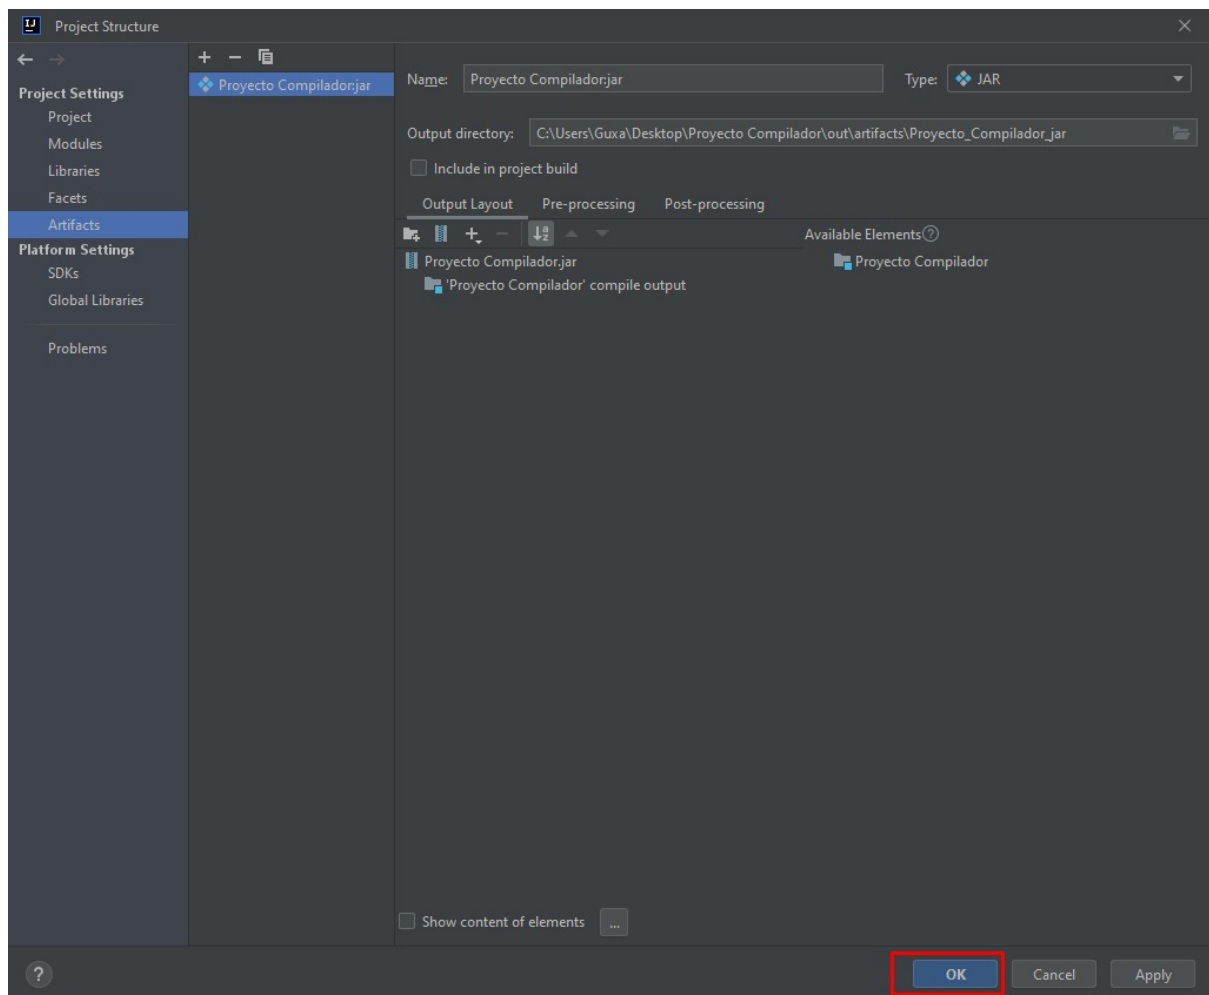 Project Structure
Project Settings
Project
Modules
Libraries
Facets
Artifacts
Platform Settings
SDKs
Global Libraries
Problems
Proyecto Compilador:jar
Name: Proyecto Compilador:jar Type: JAR
Output directory: C:\Users\Guxa\Desktop\Proyecto Compilador\out\artifacts\Proyecto_Compilador_jar
Include in project build
Output Layout Pre-processing Post-processing
Available Elements
Proyecto Compilador.jar
'Proyecto Compilador' compile output
Proyecto Compilador
Show content of elements ...
? OK Cancel Apply